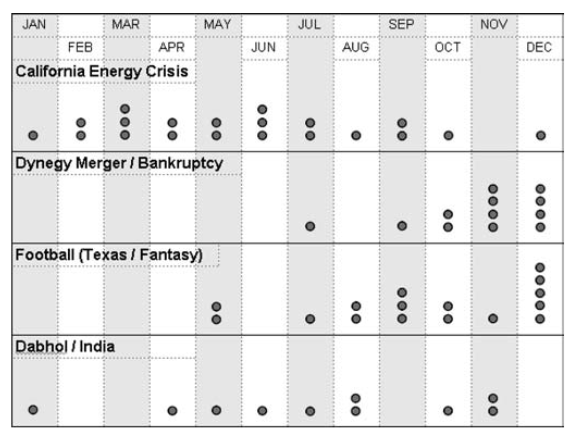 JAN MAR MAY JUL SEP NOV
FEB APR JUN AUG OCT DEC
California Energy Crisis
Dynegy Merger / Bankruptcy
Football (Texas / Fantasy)
Dabhol / India